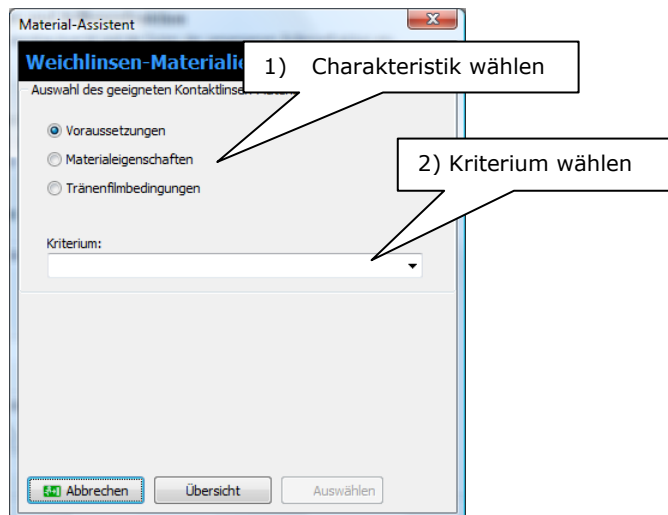 Material-Assistent
Weichlinsen-Materialie
1) Charakteristik wählen
Auswahl des geeigneten Kontaktlinsen
Voraussetzungen
Materialeigenschaften
2) Kriterium wählen
Tränenfilmbedingungen
Kriterium:
Abbrechen Übersicht Auswählen